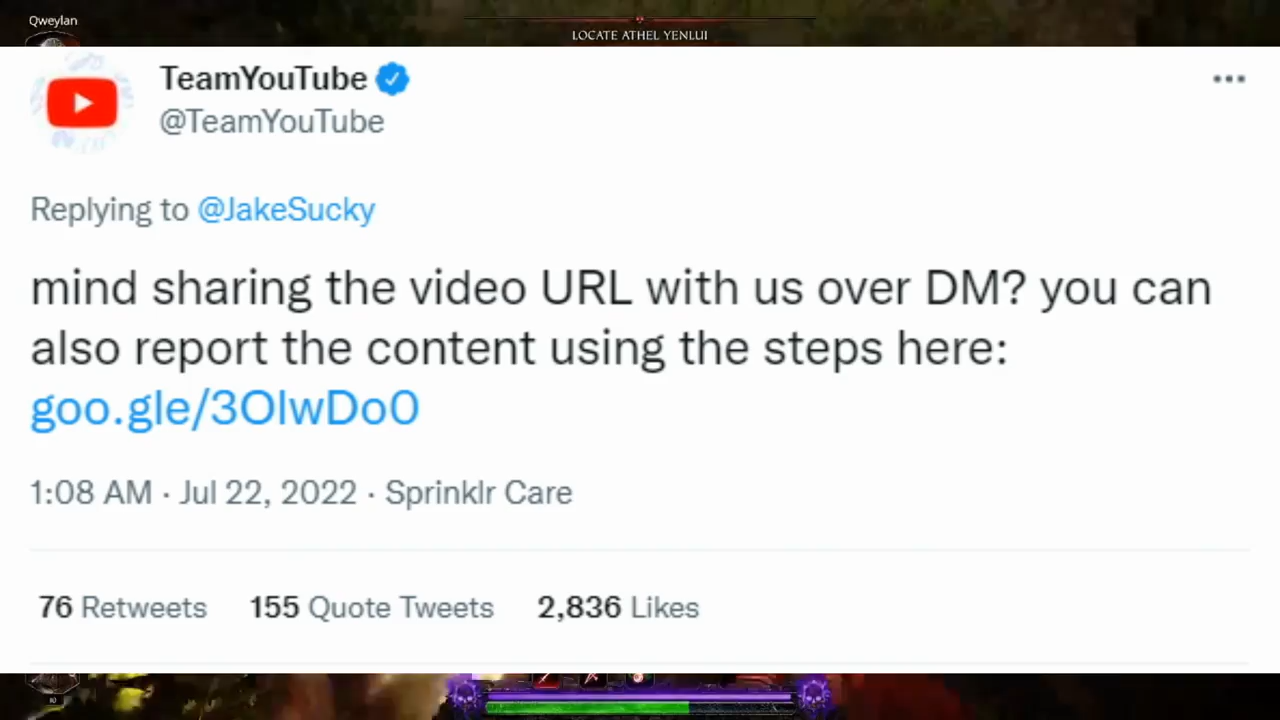 Qweylan
LOCATE ATHEL YENLUI
TeamYouTube
@TeamYouTube
Replying to @JakeSucky
mind sharing the video URL with us over DM? you can
also report the content using the steps here:
goo.gle/3OlwDo0
1:08 AM · Jul 22, 2022 · Sprinklr Care
76 Retweets 155 Quote Tweets 2,836 Likes